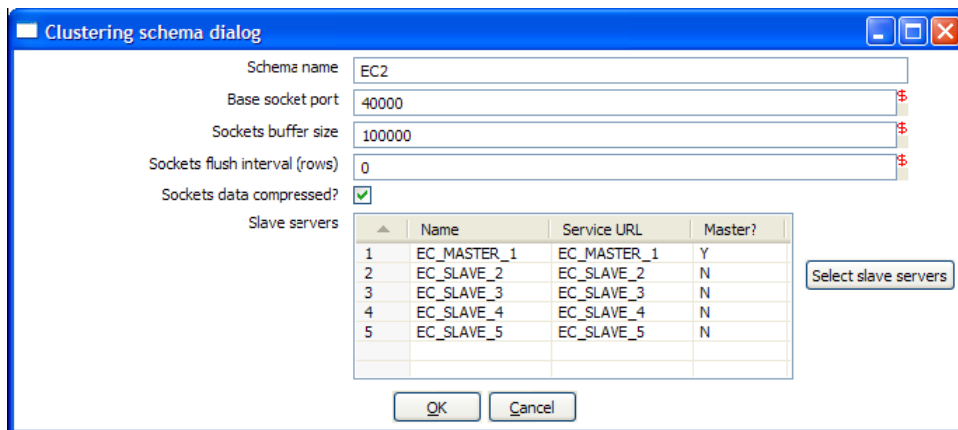 Clustering schema dialog
Schema name EC2
Base socket port 40000 $
Sockets buffer size 100000 $
Sockets flush interval (rows) 0 $
Sockets data compressed?
Slave servers
Name Service URL Master?
1 EC_MASTER_1 EC_MASTER_1 Y
2 EC_SLAVE_2 EC_SLAVE_2 N
3 EC_SLAVE_3 EC_SLAVE_3 N
4 EC_SLAVE_4 EC_SLAVE_4 N
5 EC_SLAVE_5 EC_SLAVE_5 N
Select slave servers
OK Cancel